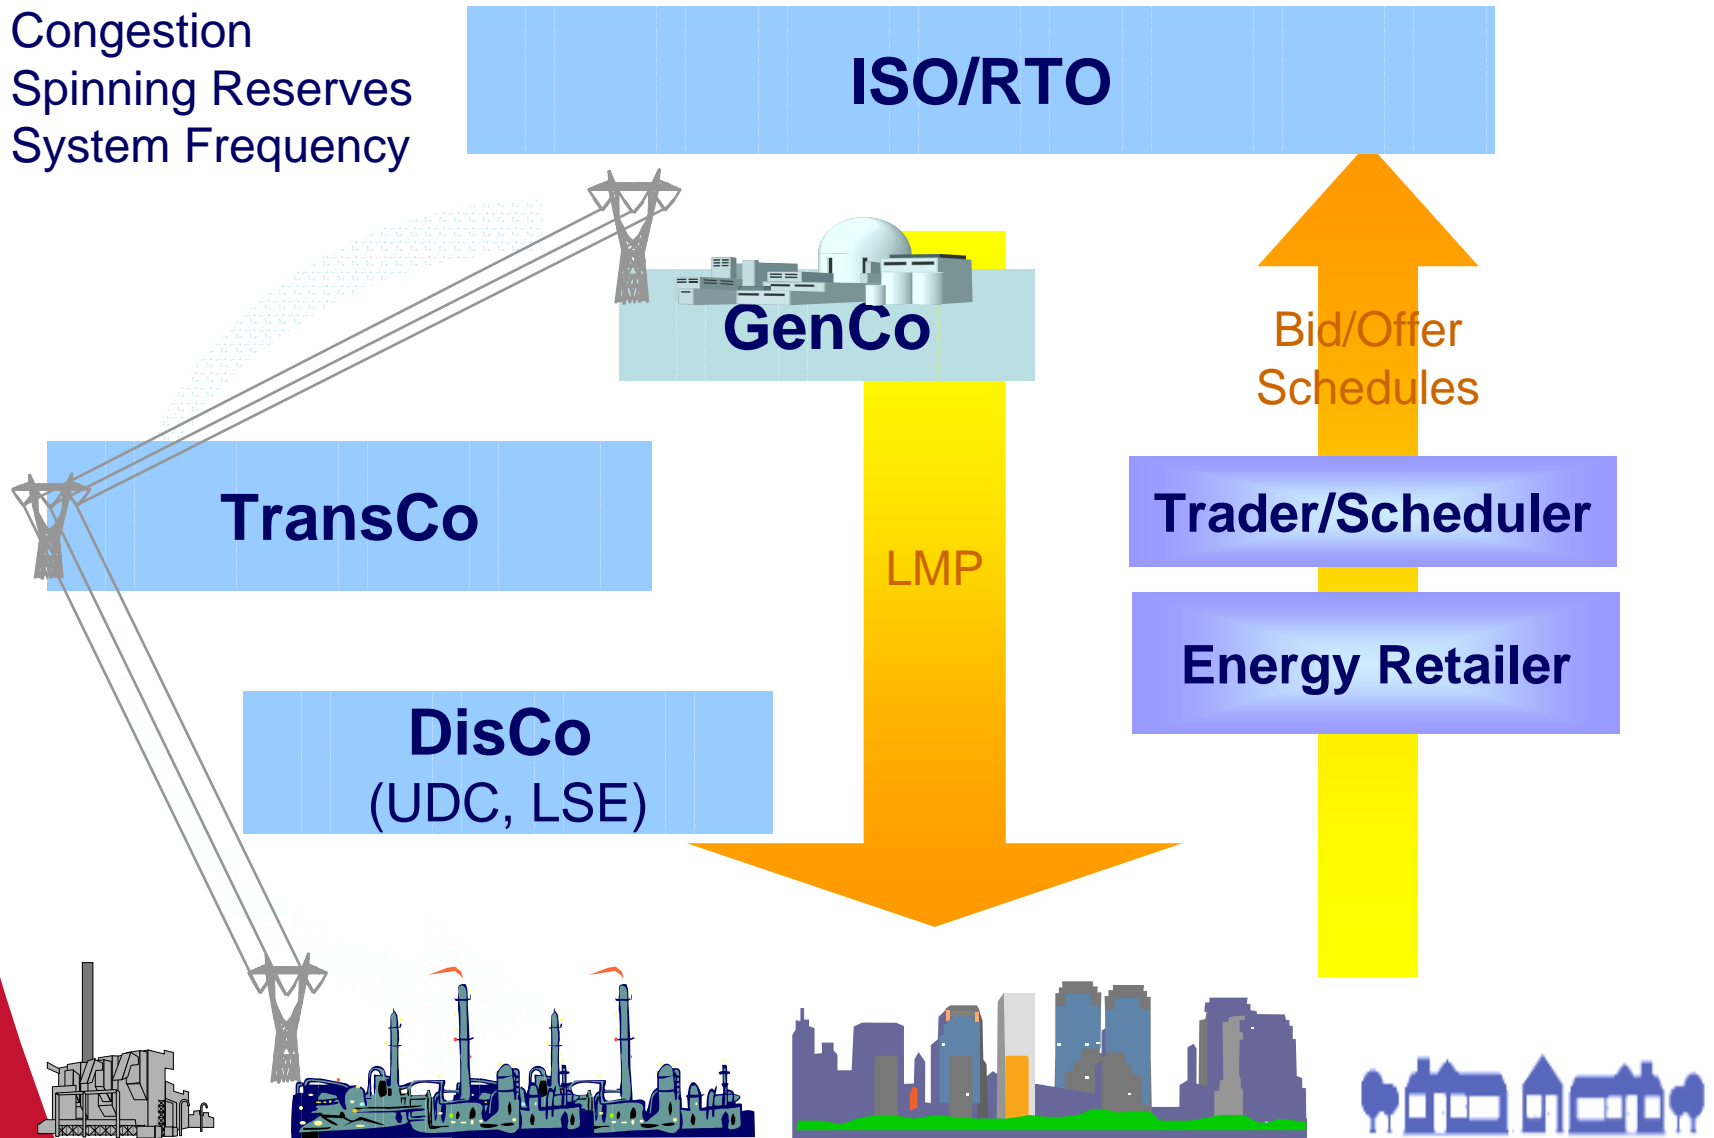 Congestion
Spinning Reserves
System Frequency
ISO/RTO
GenCo
Bid/Offer
Schedules
TransCo
Trader/Scheduler
LMP
Energy Retailer
DisCo
(UDC, LSE)